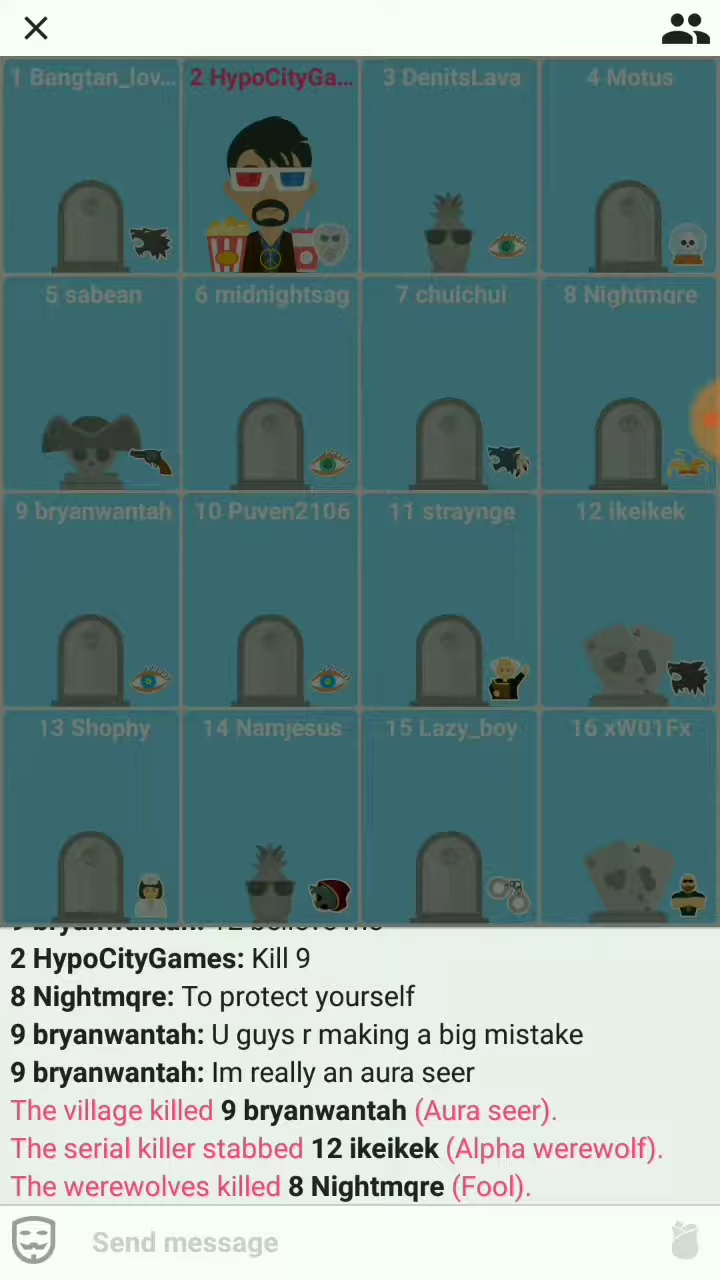 1 Bangtan_lov... 2 HypoCityGa... 3 DenitsLava 4 Motus
5 sabean 6 midnightsag 7 chuichui 8 Nightmqre
9 bryanwantah 10 Puven2106 11 straynge 12 ikeikek
13 Shophy 14 Namjesus 15 Lazy_boy 16 xW01Fx
2 HypoCityGames: Kill 9
8 Nightmqre: To protect yourself
9 bryanwantah: U guys r making a big mistake
9 bryanwantah: Im really an aura seer
The village killed 9 bryanwantah (Aura seer).
The serial killer stabbed 12 ikeikek (Alpha werewolf).
The werewolves killed 8 Nightmqre (Fool).
Send message